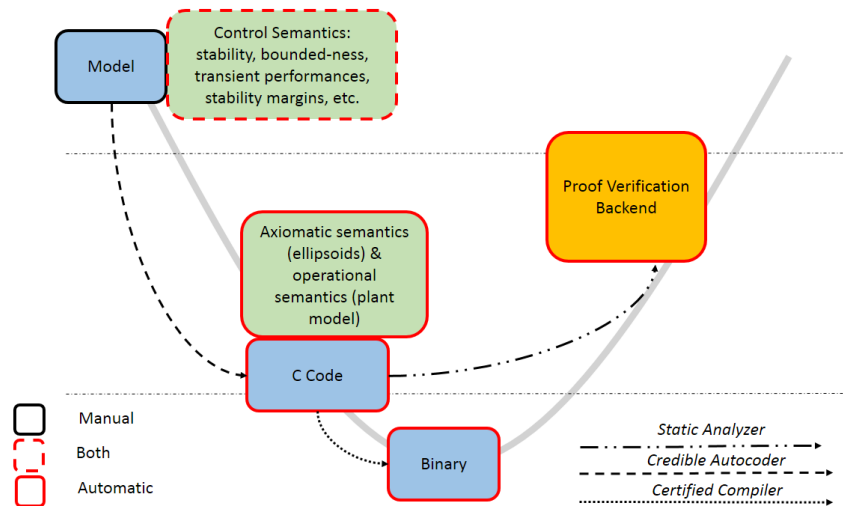 Model
Control Semantics:
stability, bounded-ness,
transient performances,
stability margins, etc.
Proof Verification
Backend
Axiomatic semantics
(ellipsoids) &
operational
semantics (plant
model)
C Code
Binary
Manual
Both
Automatic
Static Analyzer
Credible Autocoder
Certified Compiler